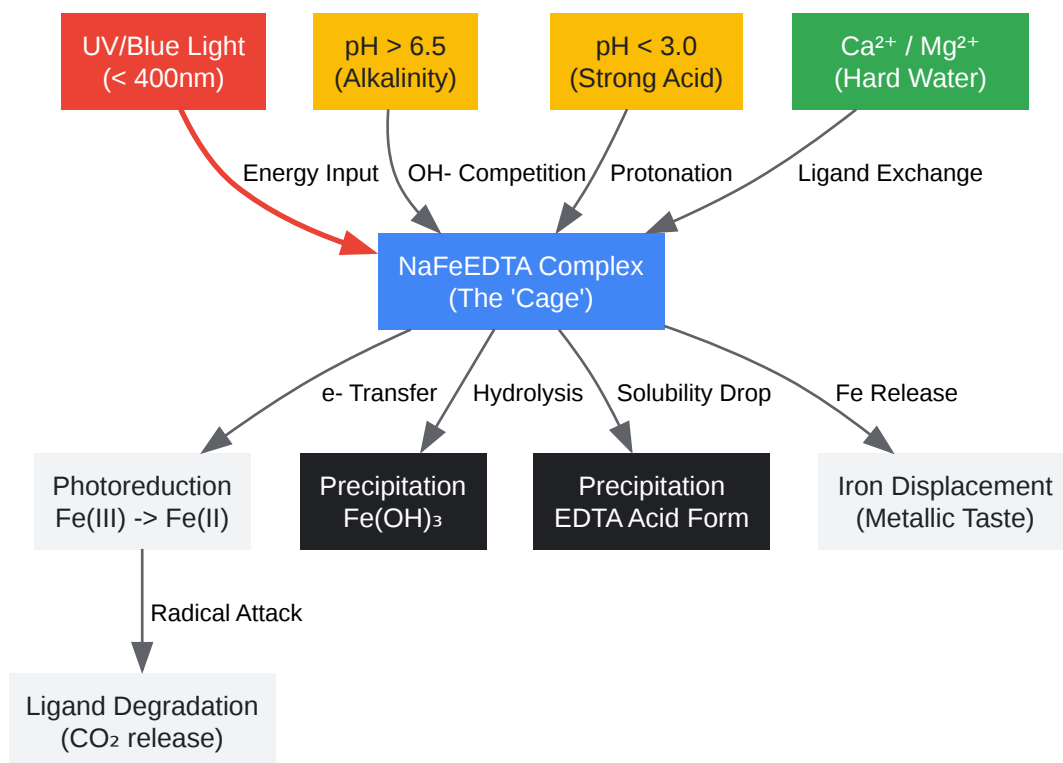 UV/Blue Light
(< 400nm)
pH > 6.5
(Alkalinity)
pH < 3.0
(Strong Acid)
Ca²⁺ / Mg²⁺
(Hard Water)
Energy Input
OH- Competition
Protonation
Ligand Exchange
NaFeEDTA Complex
(The 'Cage')
e- Transfer
Hydrolysis
Solubility Drop
Fe Release
Photoreduction
Fe(III) -> Fe(II)
Precipitation
Fe(OH)₃
Precipitation
EDTA Acid Form
Iron Displacement
(Metallic Taste)
Radical Attack
Ligand Degradation
(CO₂ release)